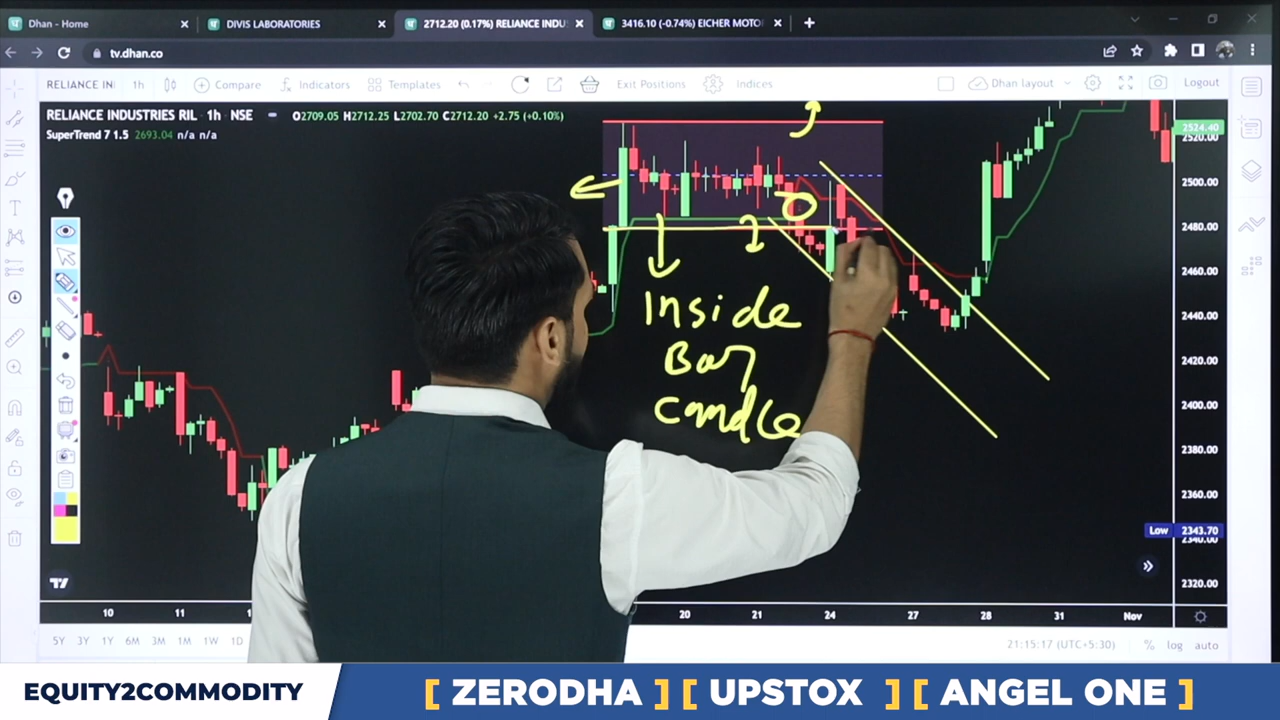 Dhan - Home
DIVIS LABORATORIES
2712.20 (0.17%) RELIANCE INDU
3416.10 (-0.74%) EICHER MOTO
tv.dhan.co
RELIANCE IN
1h
Compare
Indicators
Templates
Exit Positions
Indices
Dhan layout
Logout
RELIANCE INDUSTRIES RIL · 1h · NSE
O2709.05 H2712.25 L2702.70 C2712.20 +2.75 (+0.10%)
SuperTrend 7 1.5 2693.04 n/a n/a
2524.40
2520.00
2500.00
2480.00
2460.00
2440.00
2420.00
2400.00
2380.00
2360.00
Low 2343.70
2340.00
2320.00
Inside
Bar
candle
10 11 20 21 24 27 28 31 Nov
5Y 3Y 1Y 6M 3M 1M 1W 1D
21:15:17 (UTC+5:30)
% log auto
EQUITY2COMMODITY
[ ZERODHA ] [ UPSTOX ] [ ANGEL ONE ]